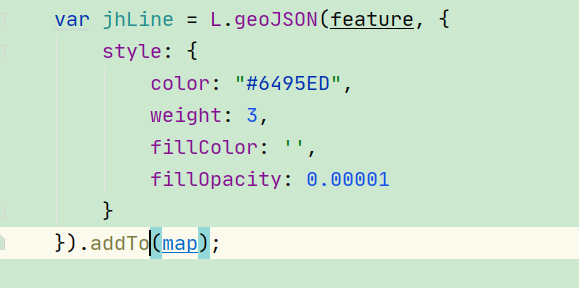 var jhLine = L.geoJSON(feature, {
style: {
color: "#6495ED",
weight: 3,
fillColor: '',
fillOpacity: 0.00001
}
}).addTo(map);